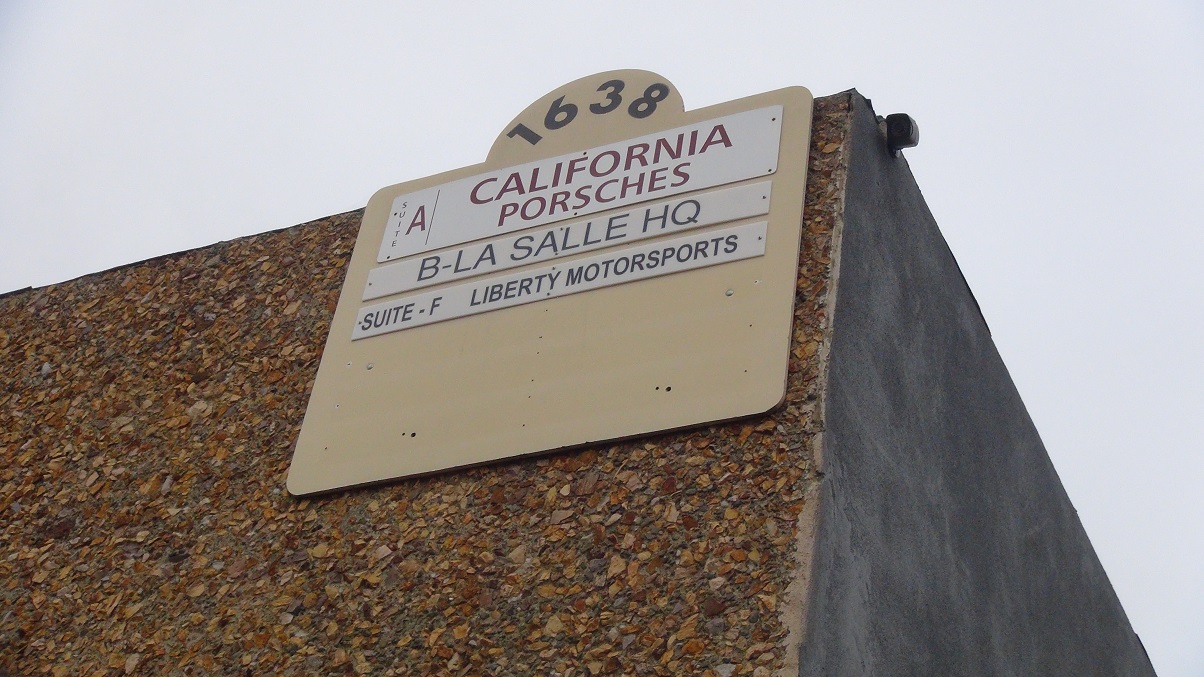 1638
SUITE A CALIFORNIA
PORSCHES
B-LA SALLE HQ
SUITE - F LIBERTY MOTORSPORTS